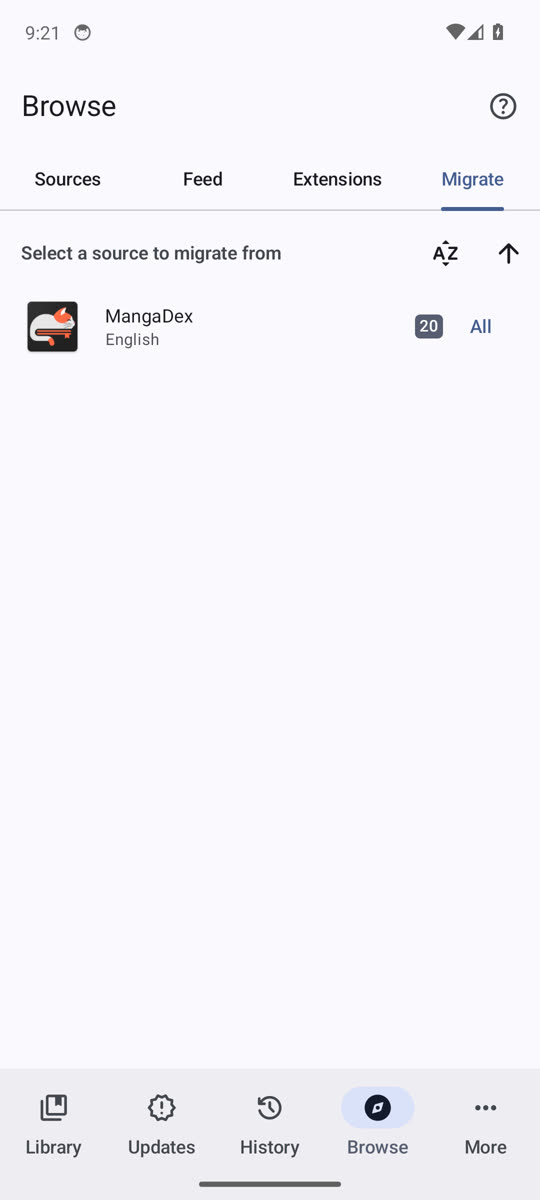 9:21
Browse
Sources Feed Extensions Migrate
Select a source to migrate from AZ
MangaDex
English
20 All
Library Updates History Browse More